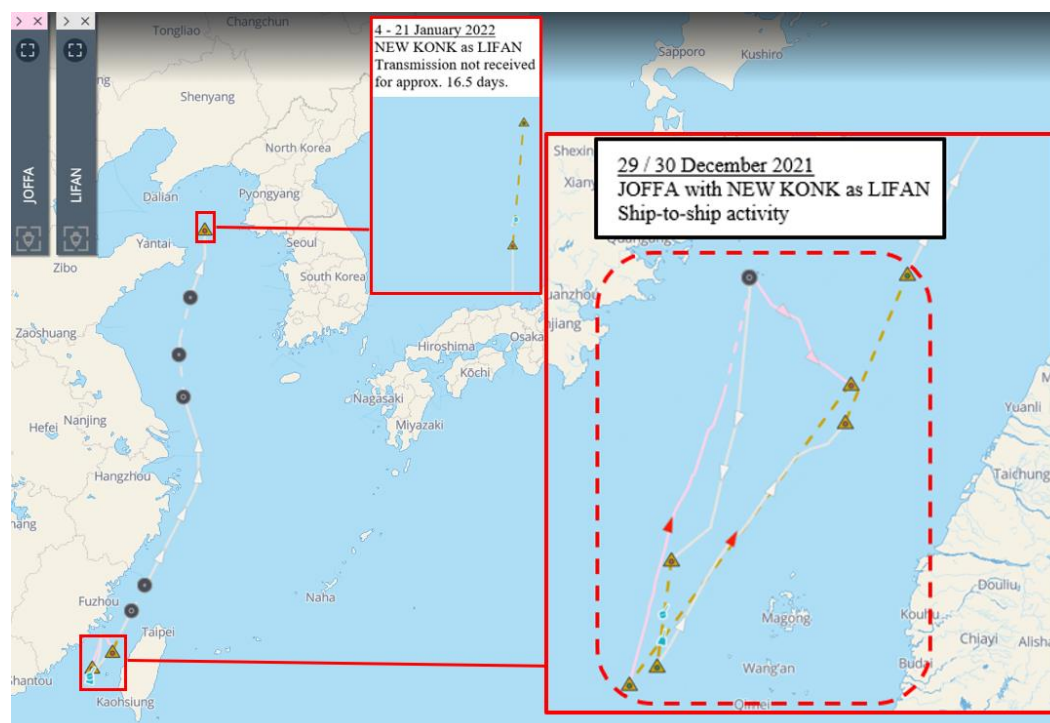 > ×
JOFFA
> ×
LIFAN
4 - 21 January 2022
NEW KONK as LIFAN
Transmission not received
for approx. 16.5 days.
29 / 30 December 2021
JOFFA with NEW KONK as LIFAN
Ship-to-ship activity
Changchun
Tongliao
Shenyang
Sapporo
Kushiro
North Korea
Pyongyang
Dalian
Seoul
Yantai
Zibo
South Korea
Zaozhuang
Hiroshima
Osaka
Kōchi
Nagasaki
Miyazaki
Nanjing
Hefei
Hangzhou
Fuzhou
Naha
Taipei
Shantou
Kaohsiung
Yuanli
Taichung
Douliu
Magong
Chiayi
Wang'an
Budai
Qimei